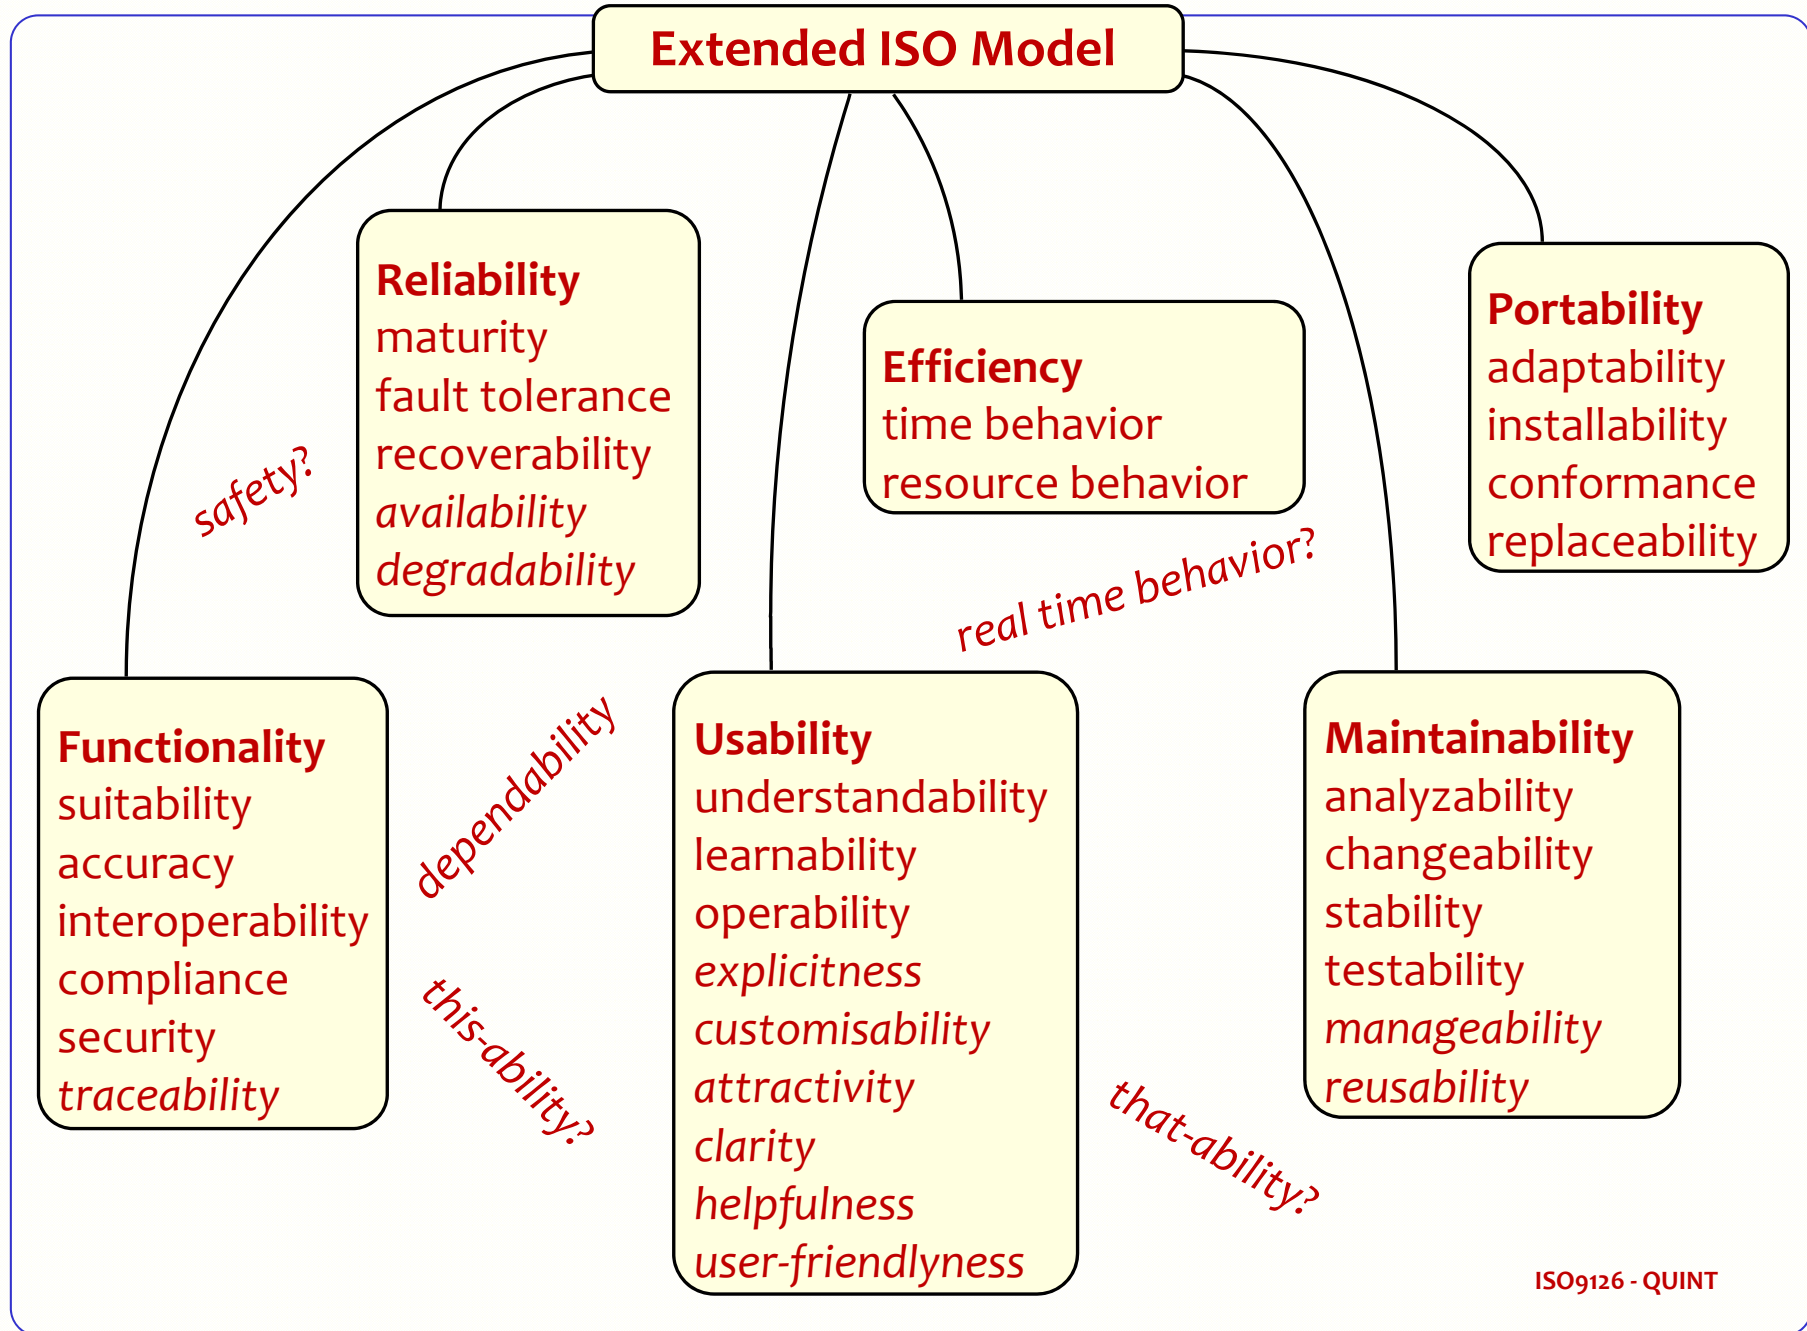 Extended ISO Model
Reliability
maturity
fault tolerance
recoverability
availability
degradability
Efficiency
time behavior
resource behavior
Portability
adaptability
installability
conformance
replaceability
safety?
real time behavior?
Functionality
suitability
accuracy
interoperability
compliance
security
traceability
dependability
this-ability?
Usability
understandability
learnability
operability
explicitness
customisability
attractivity
clarity
helpfulness
user-friendlyness
that-ability?
Maintainability
analyzability
changeability
stability
testability
manageability
reusability
ISO9126 - QUINT